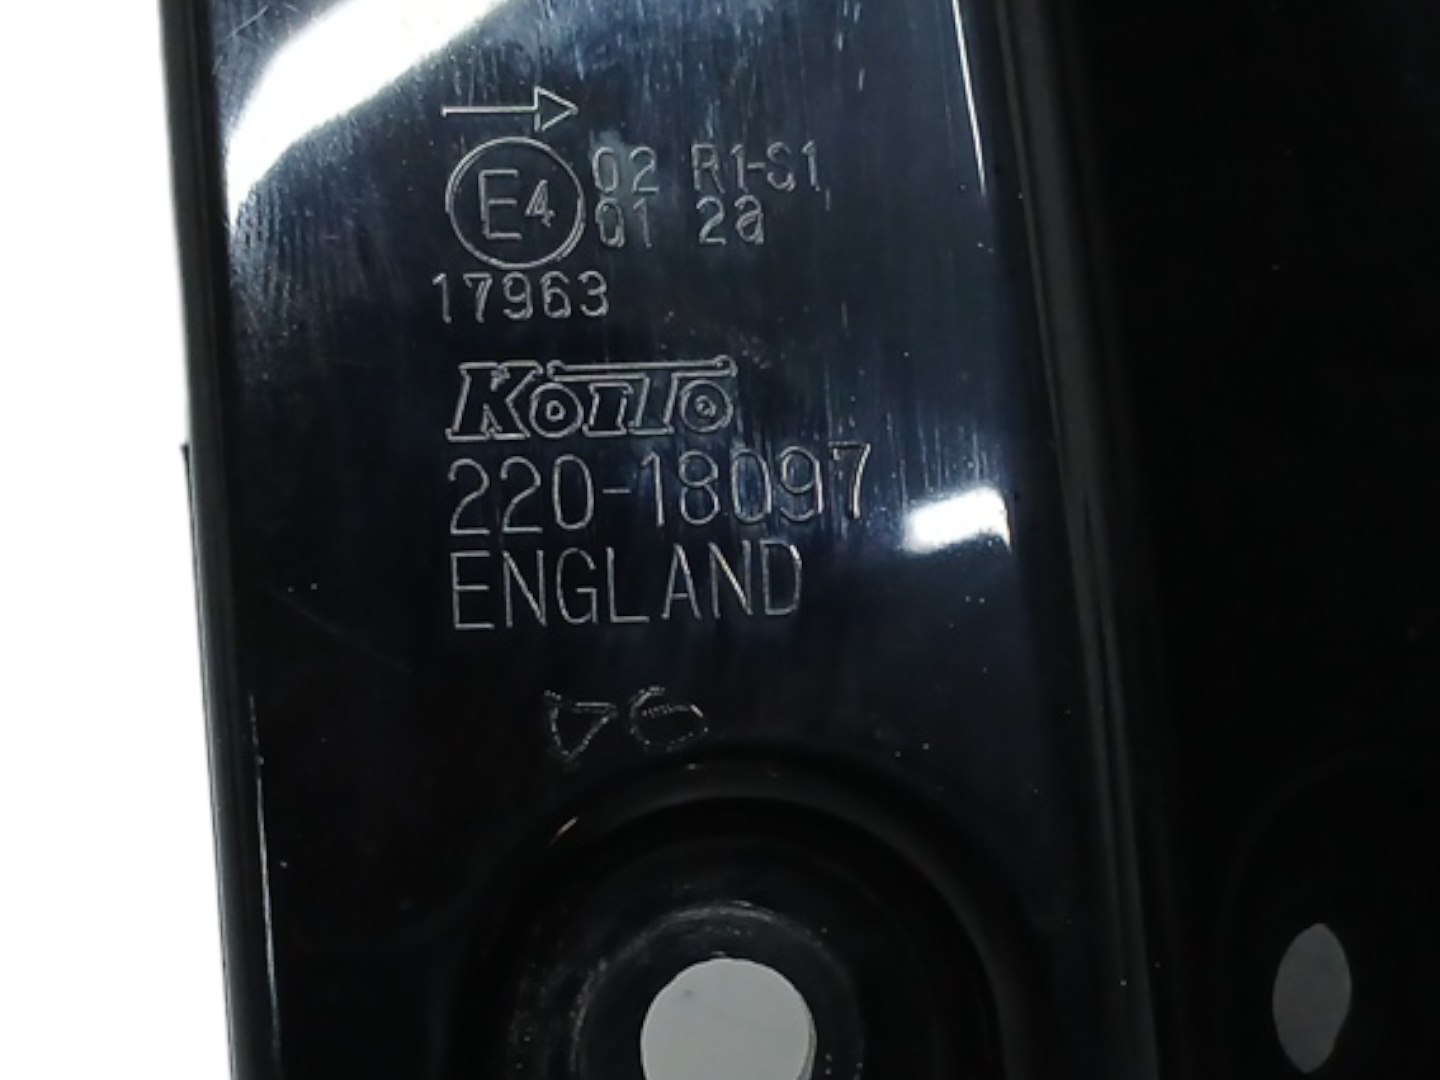 E4 02 R1-S1
01 2a
17963
KOITO
220-18097
ENGLAND